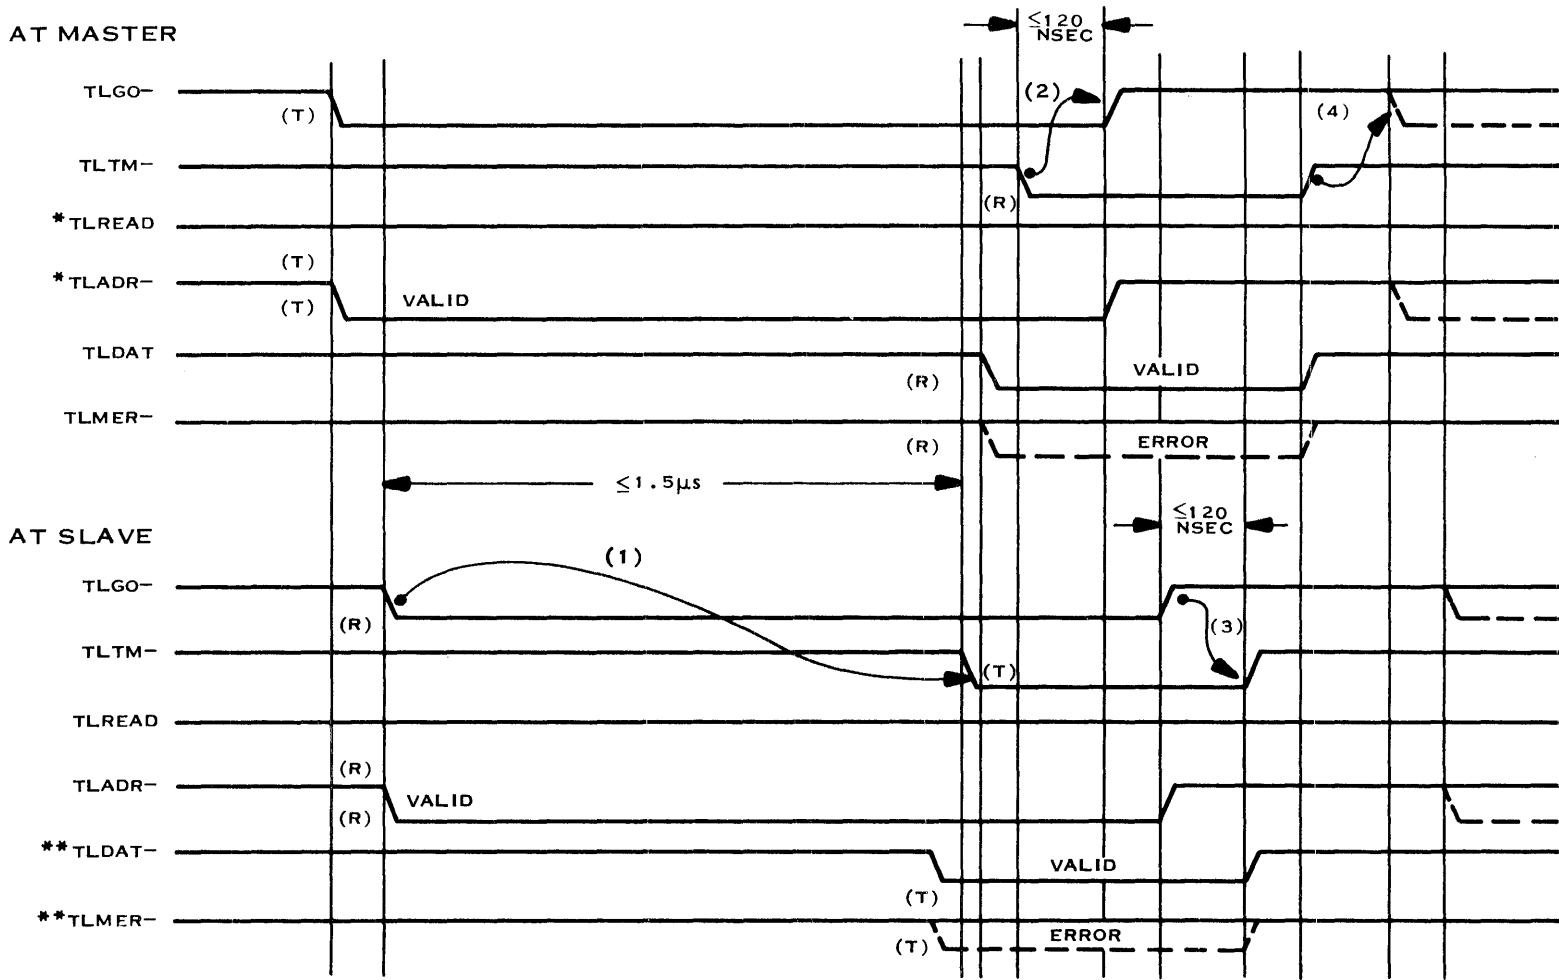 ≤120
NSEC
AT MASTER
TLGO–
(T)
(2)
(4)
TLTM–
(R)
*TLREAD
(T)
*TLADR–
(T)
VALID
TLDAT
(R)
VALID
TLMER–
(R)
ERROR
≤1.5μs
≤120
NSEC
AT SLAVE
(1)
TLGO–
(R)
(3)
TLTM–
(T)
TLREAD
(R)
TLADR–
(R)
VALID
**TLDAT–
(T)
VALID
**TLMER–
(T)
ERROR